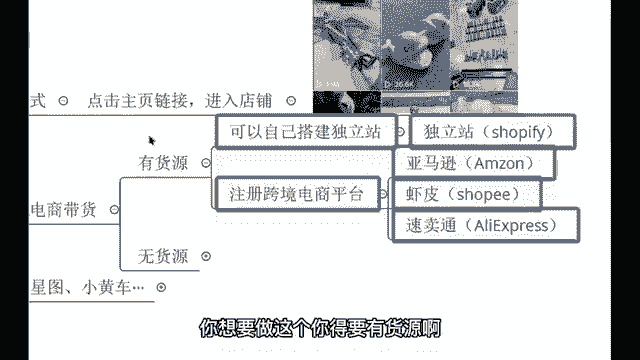 式 点击主页链接，进入店铺
可以自己搭建独立站 独立站（shopify）
有货源 亚马逊（Amzon）
注册跨境电商平台 虾皮（shopee）
电商带货 速卖通（AliExpress）
无货源
星图、小黄车…
你想要做这个你得要有货源啊